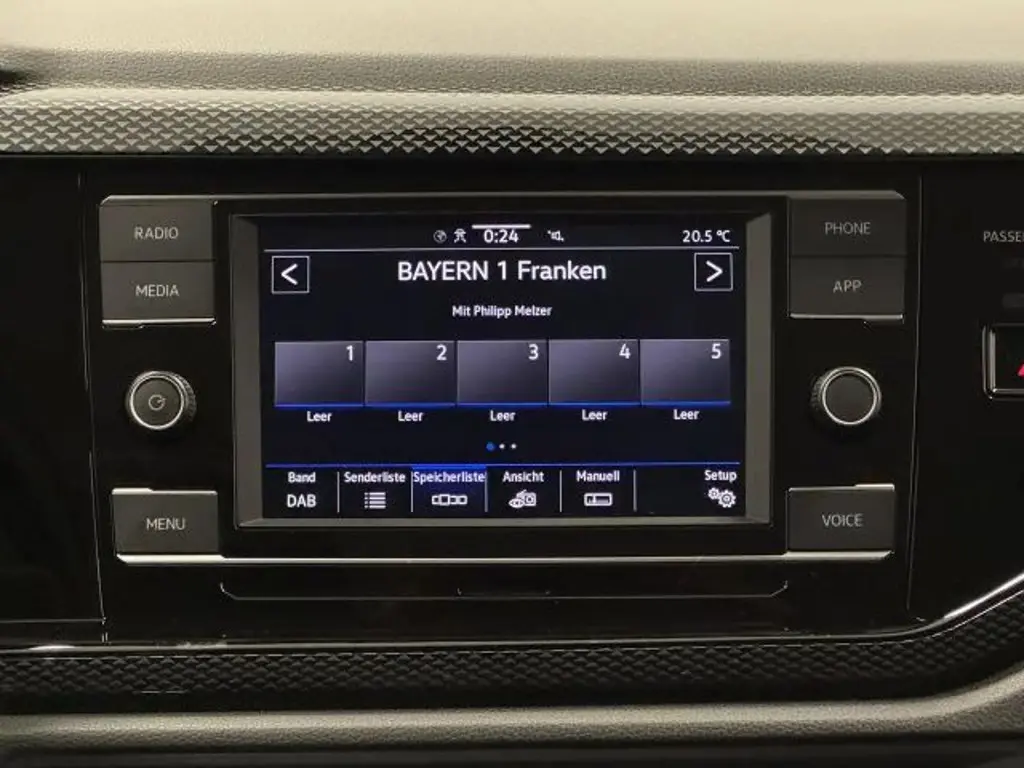 RADIO
MEDIA
MENU
0:24
20.5 °C
<
BAYERN 1 Franken
>
Mit Philipp Melzer
1 2 3 4 5
Leer Leer Leer Leer Leer
Band Senderliste Speicherliste Ansicht Manuell Setup
DAB
PHONE
APP
VOICE